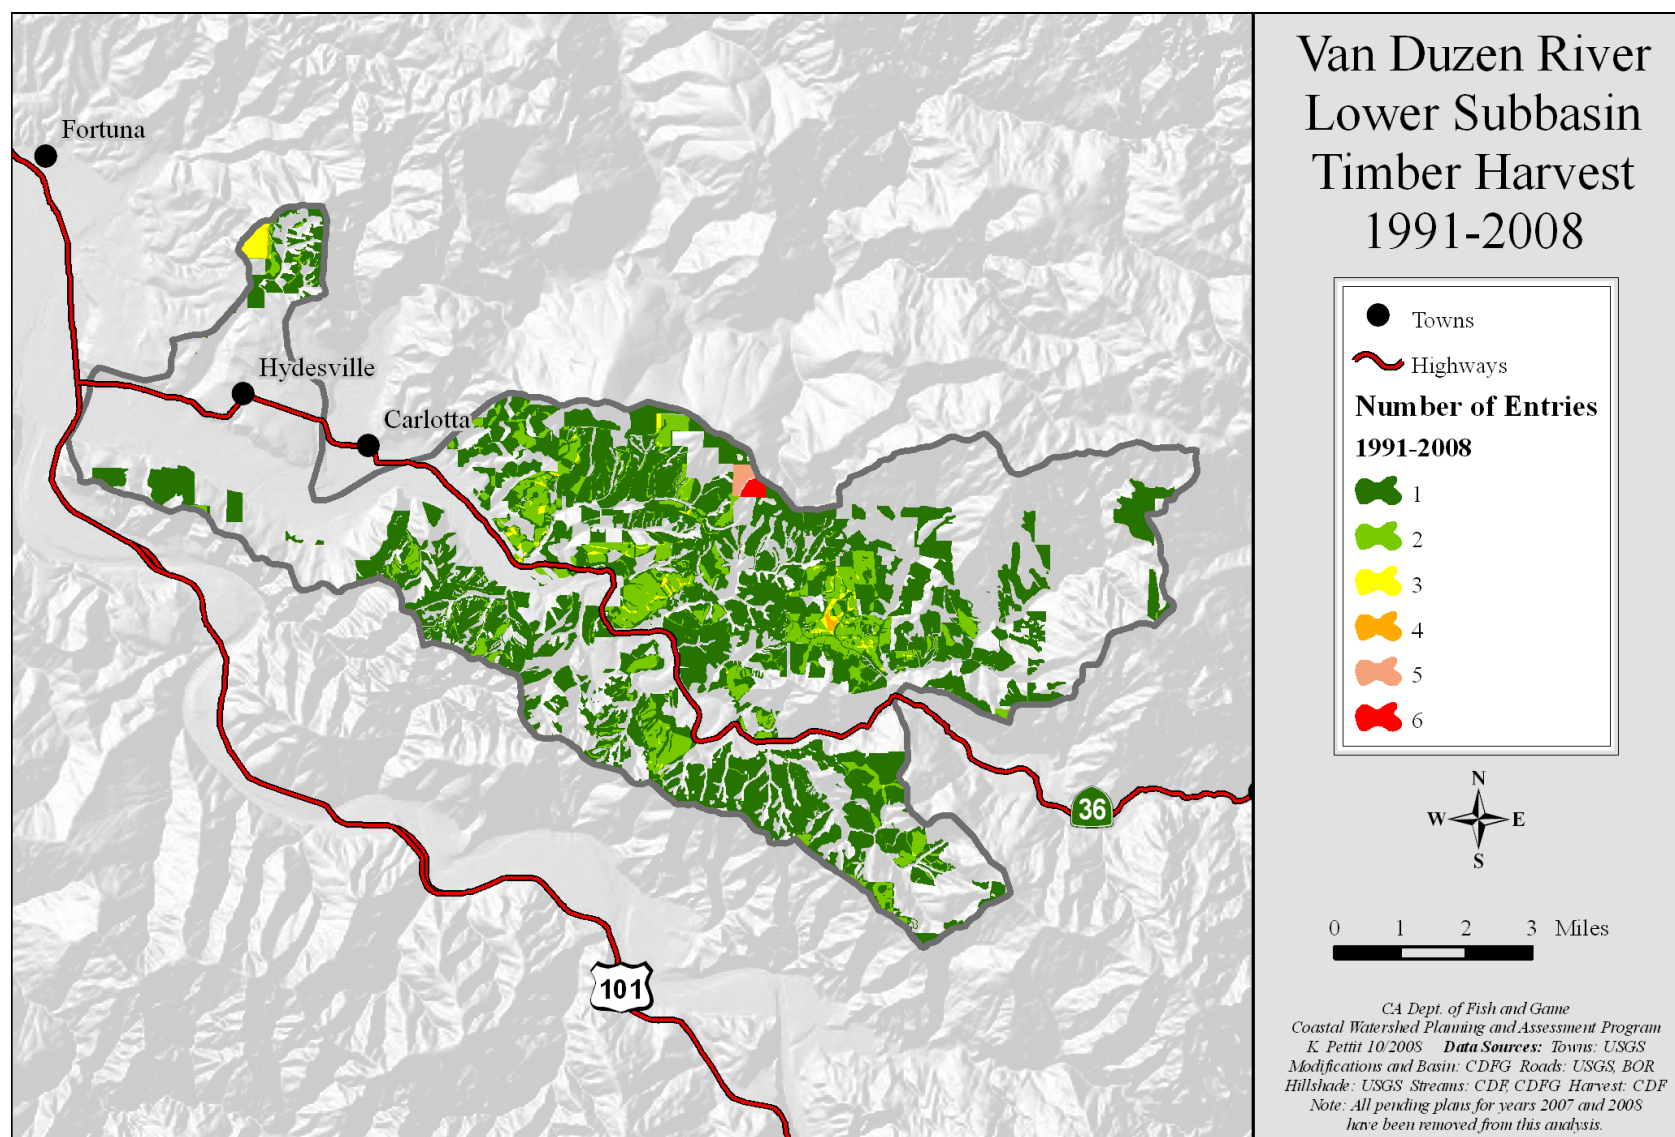 Van Duzen River
Lower Subbasin
Timber Harvest
1991-2008
Fortuna
Hydesville
Carlotta
36
101
Towns
Highways
Number of Entries
1991-2008
1
2
3
4
5
6
N
W E
S
0 1 2 3 Miles
CA Dept. of Fish and Game
Coastal Watershed Planning and Assessment Program
K. Pettit 10/2008 Data Sources: Towns: USGS
Modifications and Basin: CDFG Roads: USGS, BOR
Hillshade: USGS Streams: CDF, CDFG Harvest: CDF
Note: All pending plans for years 2007 and 2008
have been removed from this analysis.